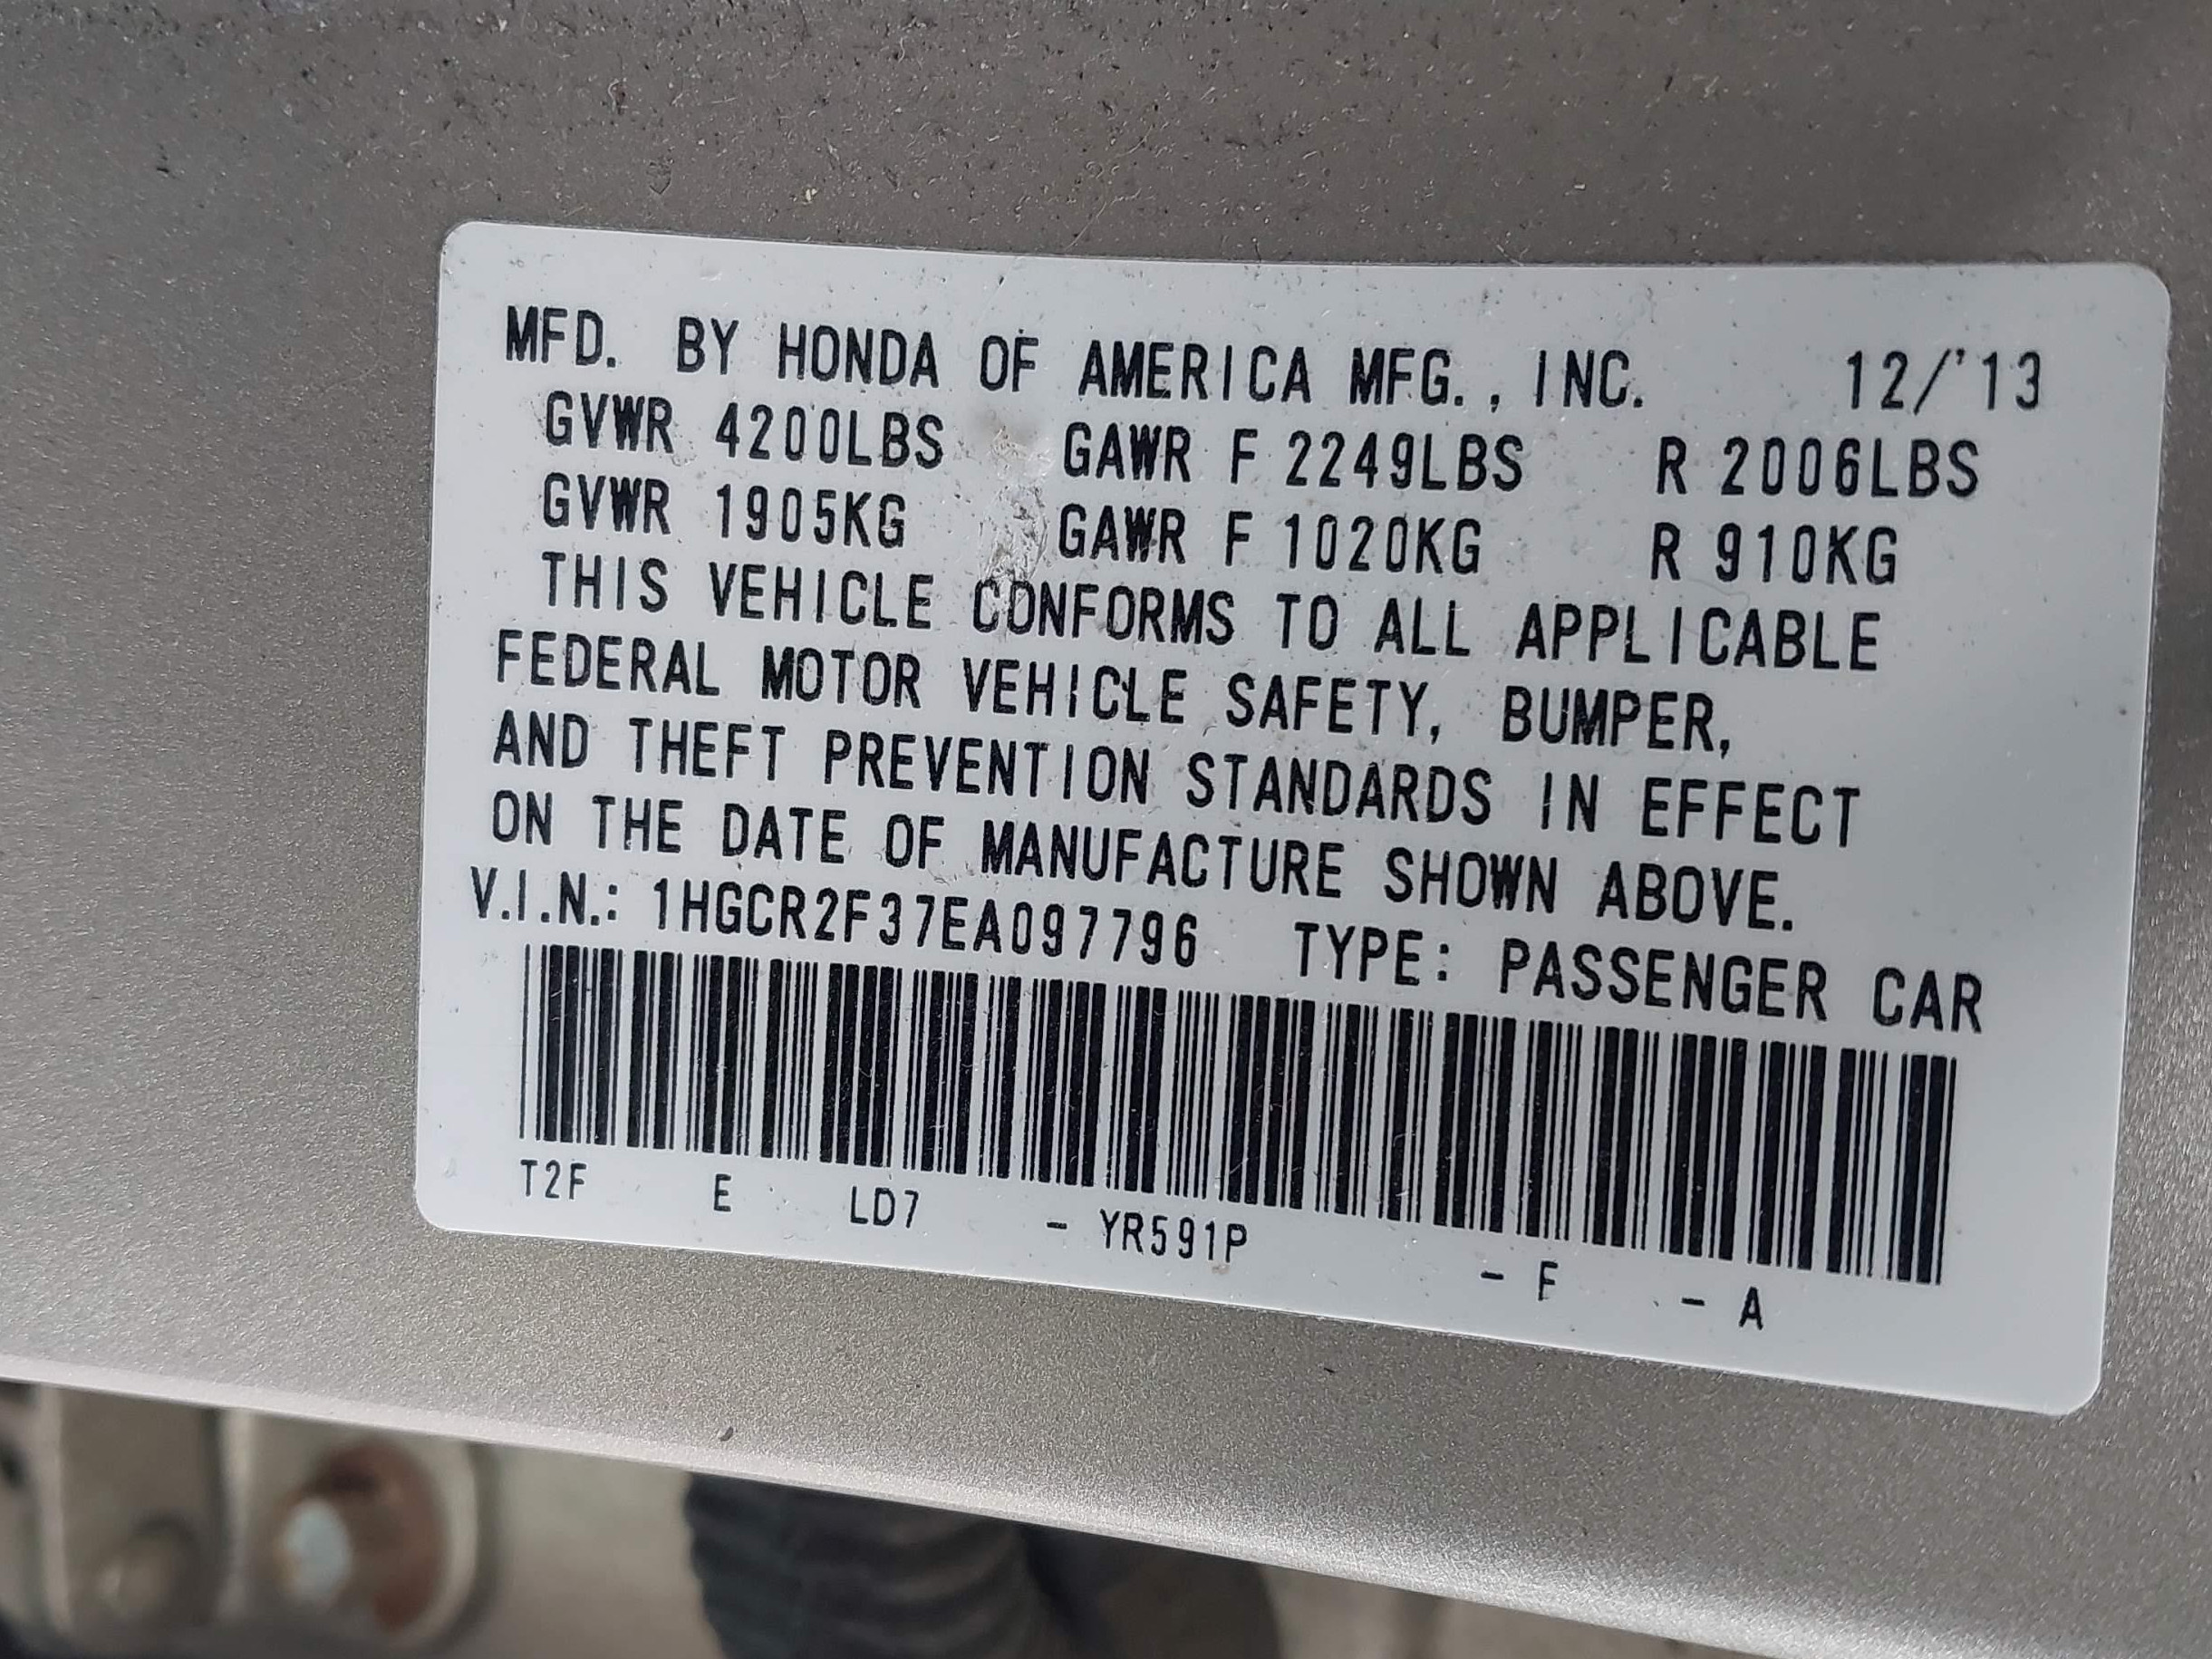 MFD. BY HONDA OF AMERICA MFG., INC. 12/'13
GVWR 4200LBS GAWR F 2249LBS R 2006LBS
GVWR 1905KG GAWR F 1020KG R 910KG
THIS VEHICLE CONFORMS TO ALL APPLICABLE
FEDERAL MOTOR VEHICLE SAFETY, BUMPER,
AND THEFT PREVENTION STANDARDS IN EFFECT
ON THE DATE OF MANUFACTURE SHOWN ABOVE.
V.I.N.: 1HGCR2F37EA097796 TYPE: PASSENGER CAR
T2F E LD7 - YR591P - F - A